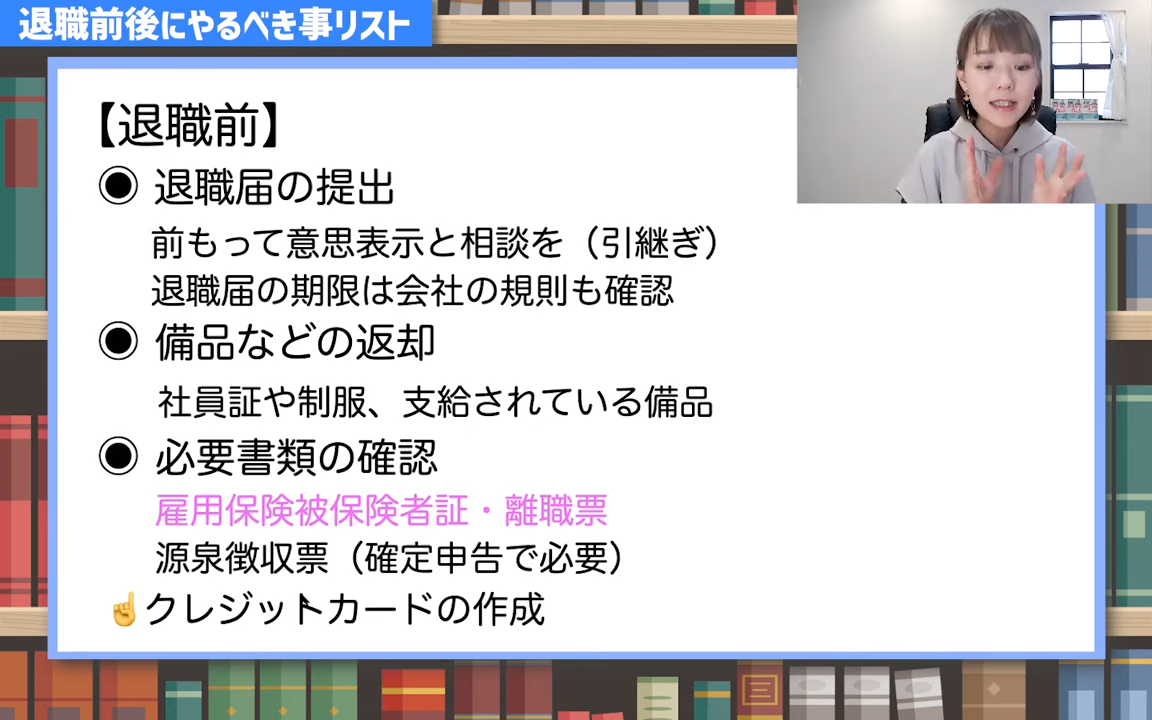 退職前後にやるべき事リスト
【退職前】
◉ 退職届の提出
前もって意思表示と相談を（引継ぎ）
退職届の期限は会社の規則も確認
◉ 備品などの返却
社員証や制服、支給されている備品
◉ 必要書類の確認
雇用保険被保険者証・離職票
源泉徴収票（確定申告で必要）
☝クレジットカードの作成